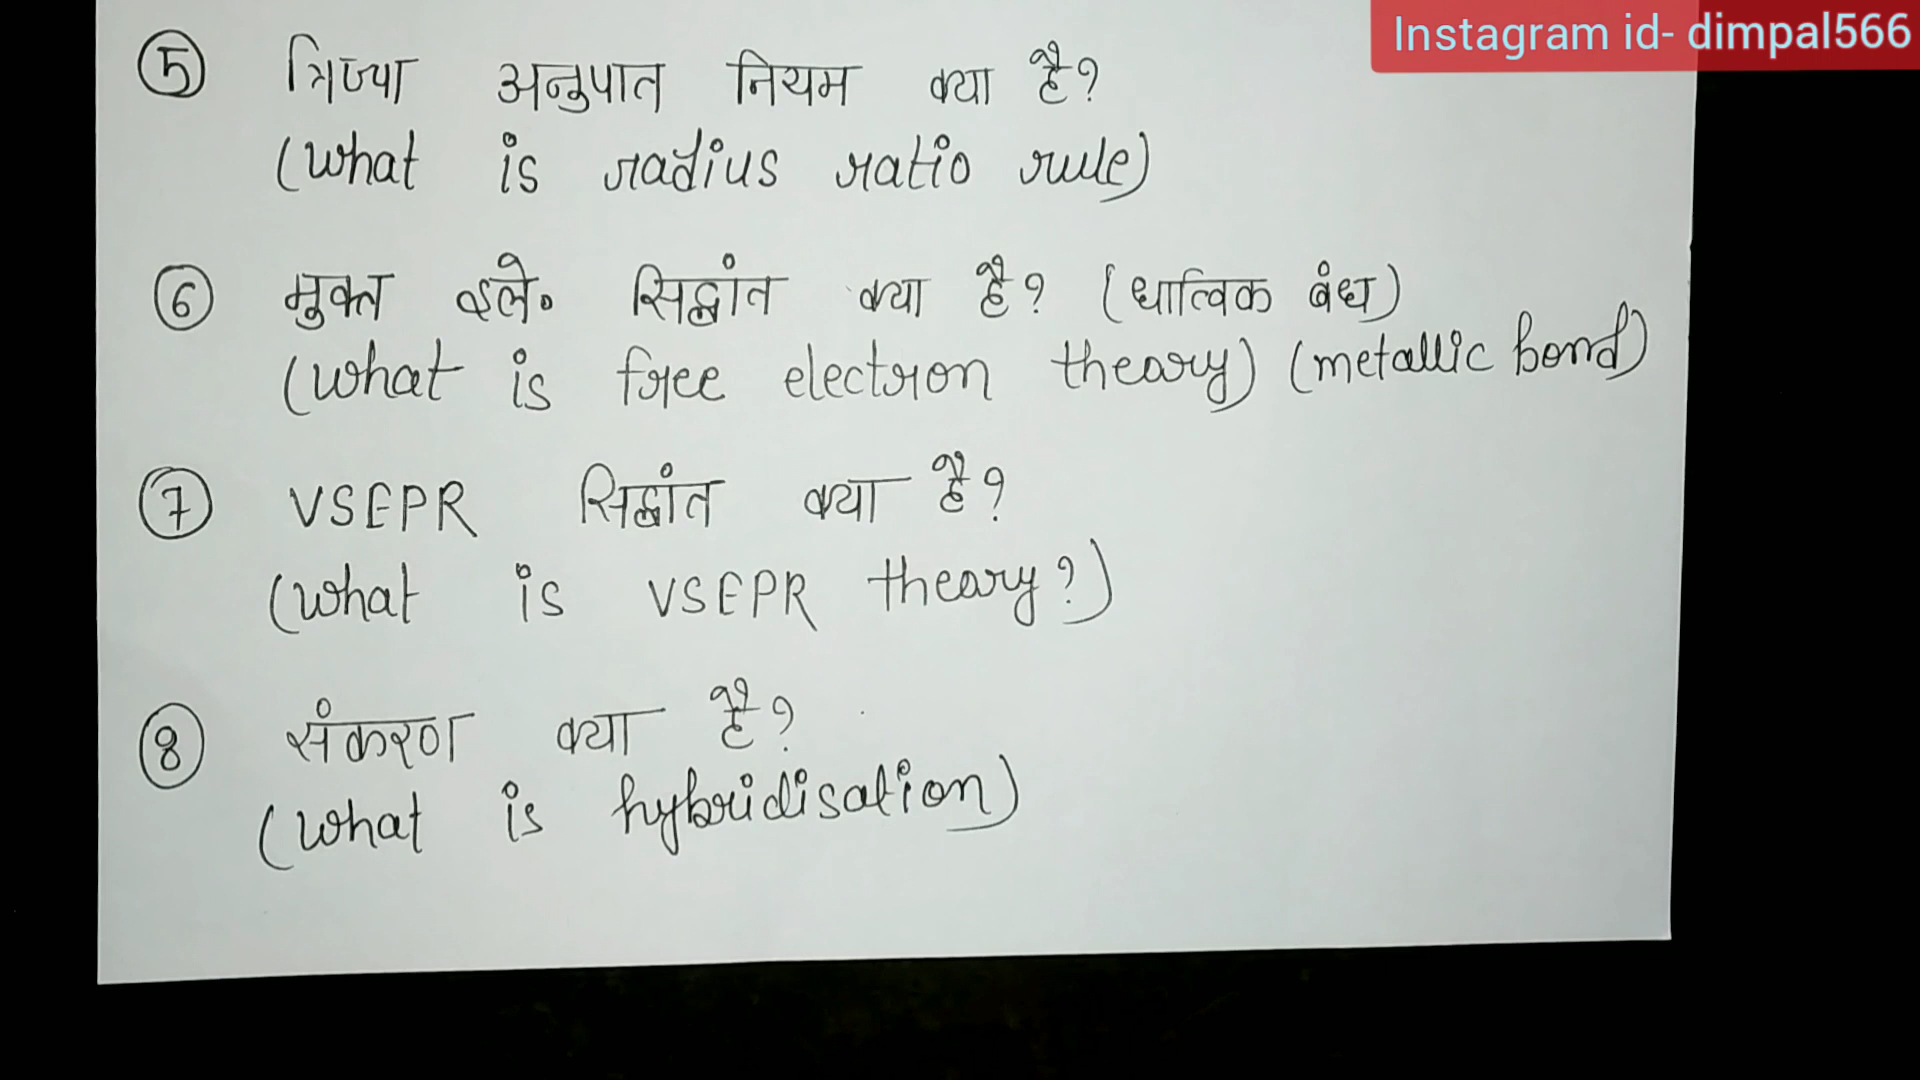 Instagram id- dimpal566
⑤ त्रिज्या अनुपात नियम क्या है?
(what is radius ratio rule)
⑥ मुक्त इले० सिद्धांत क्या है? (धात्विक बंध)
(what is free electron theory) (metallic bond)
⑦ VSEPR सिद्धांत क्या है?
(what is VSEPR theory?)
⑧ संकरण क्या है?
(what is hybridisation)